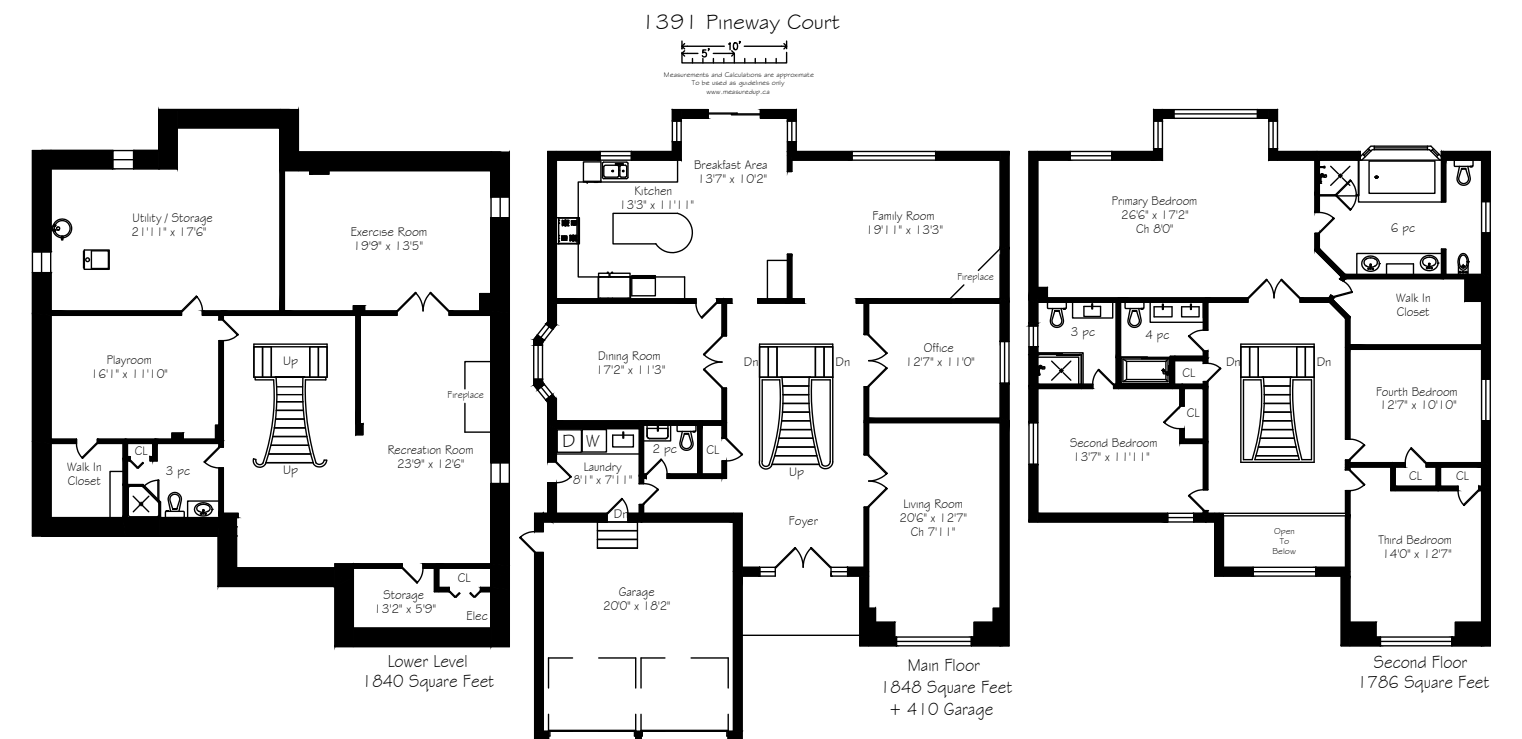 1391 Pineway Court
10'
5'
Measurements and Calculations are approximate
To be used as guidelines only
www.measuredup.ca
Utility / Storage
21'11" x 17'6"
Exercise Room
19'9" x 13'5"
Playroom
16'1" x 11'10"
Up
Fireplace
Recreation Room
23'9" x 12'6"
Up
CL
Walk In
Closet
3 pc
CL
Storage
13'2" x 5'9"
Elec
Lower Level
1840 Square Feet
Breakfast Area
13'7" x 10'2"
Kitchen
13'3" x 11'11"
Family Room
19'11" x 13'3"
Fireplace
Dining Room
17'2" x 11'3"
Dn
Dn
Office
12'7" x 11'0"
D
W
2 pc
CL
Laundry
8'1" x 7'11"
Up
Dn
Foyer
Living Room
20'6" x 12'7"
Ch 7'11"
Garage
20'0" x 18'2"
Main Floor
1848 Square Feet
+ 410 Garage
Primary Bedroom
26'6" x 17'2"
Ch 8'0"
6 pc
Walk In
Closet
3 pc
4 pc
CL
Dn
Dn
Fourth Bedroom
12'7" x 10'10"
CL
Second Bedroom
13'7" x 11'11"
CL
CL
Open
To
Below
Third Bedroom
14'0" x 12'7"
Second Floor
1786 Square Feet